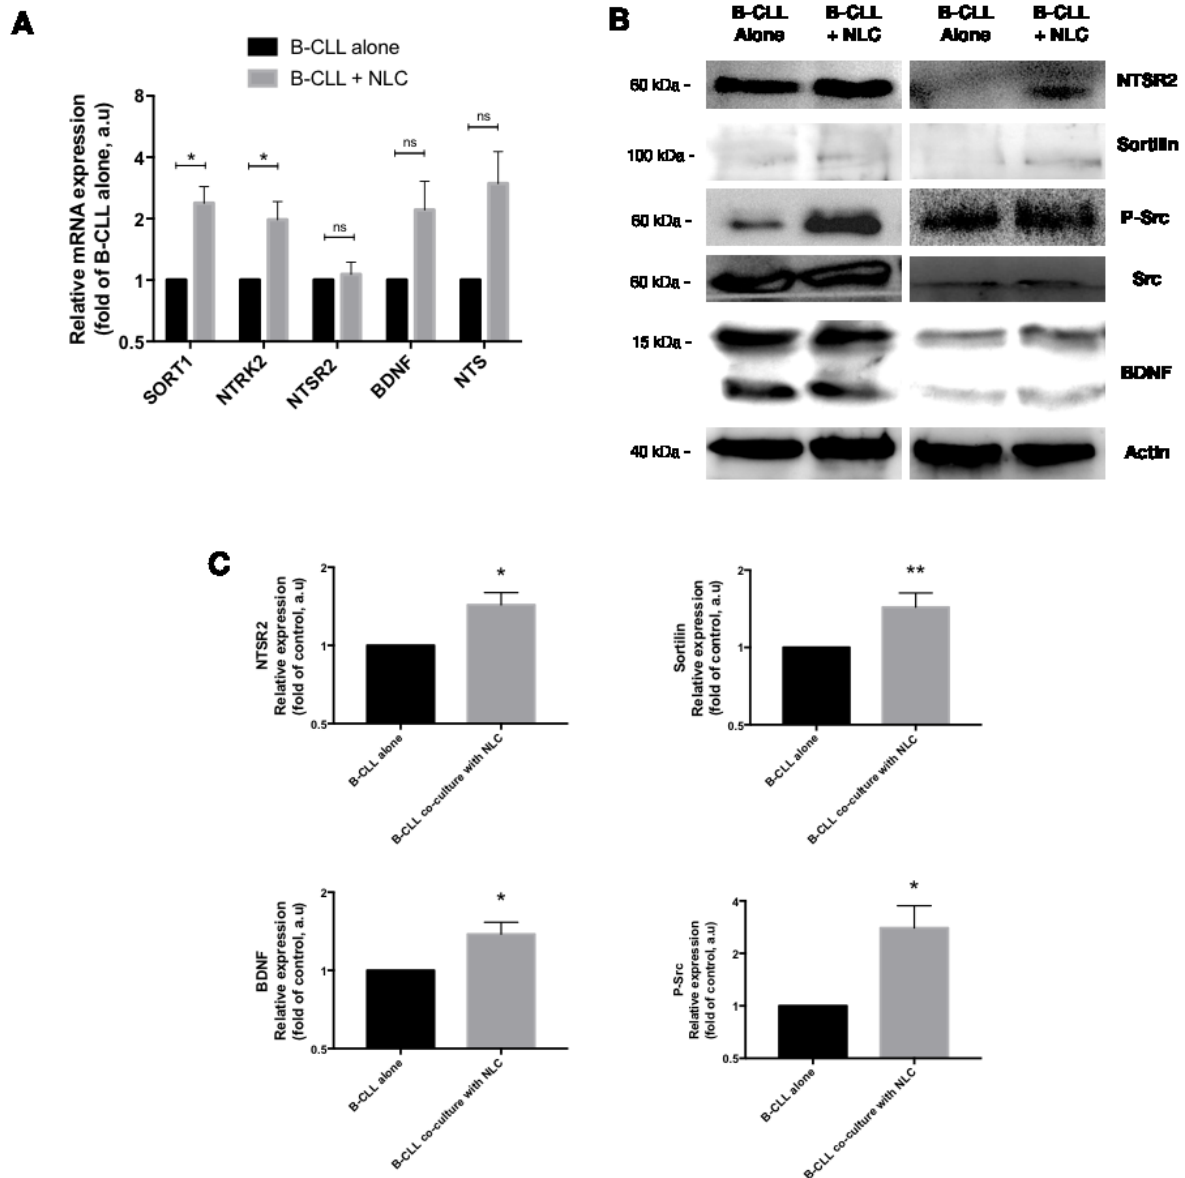 A
B-CLL alone
B-CLL + NLC
Relative mRNA expression
(fold of B-CLL alone, a.u)
8
4
2
1
0.5
*
*
ns
ns
ns
SORT1
NTRK2
NTSR2
BDNF
NTS
B
B-CLL
Alone
B-CLL
+ NLC
B-CLL
Alone
B-CLL
+ NLC
60 kDa -
NTSR2
100 kDa -
Sortilin
60 kDa -
P-Src
60 kDa -
Src
15 kDa -
BDNF
40 kDa -
Actin
C
NTSR2
Relative expression
(fold of control, a.u)
2
1
0.5
*
B-CLL alone
B-CLL co-culture with NLC
Sortilin
Relative expression
(fold of control, a.u)
2
1
0.5
**
B-CLL alone
B-CLL co-culture with NLC
BDNF
Relative expression
(fold of control, a.u)
2
1
0.5
*
B-CLL alone
B-CLL co-culture with NLC
P-Src
Relative expression
(fold of control, a.u)
4
2
1
0.5
*
B-CLL alone
B-CLL co-culture with NLC